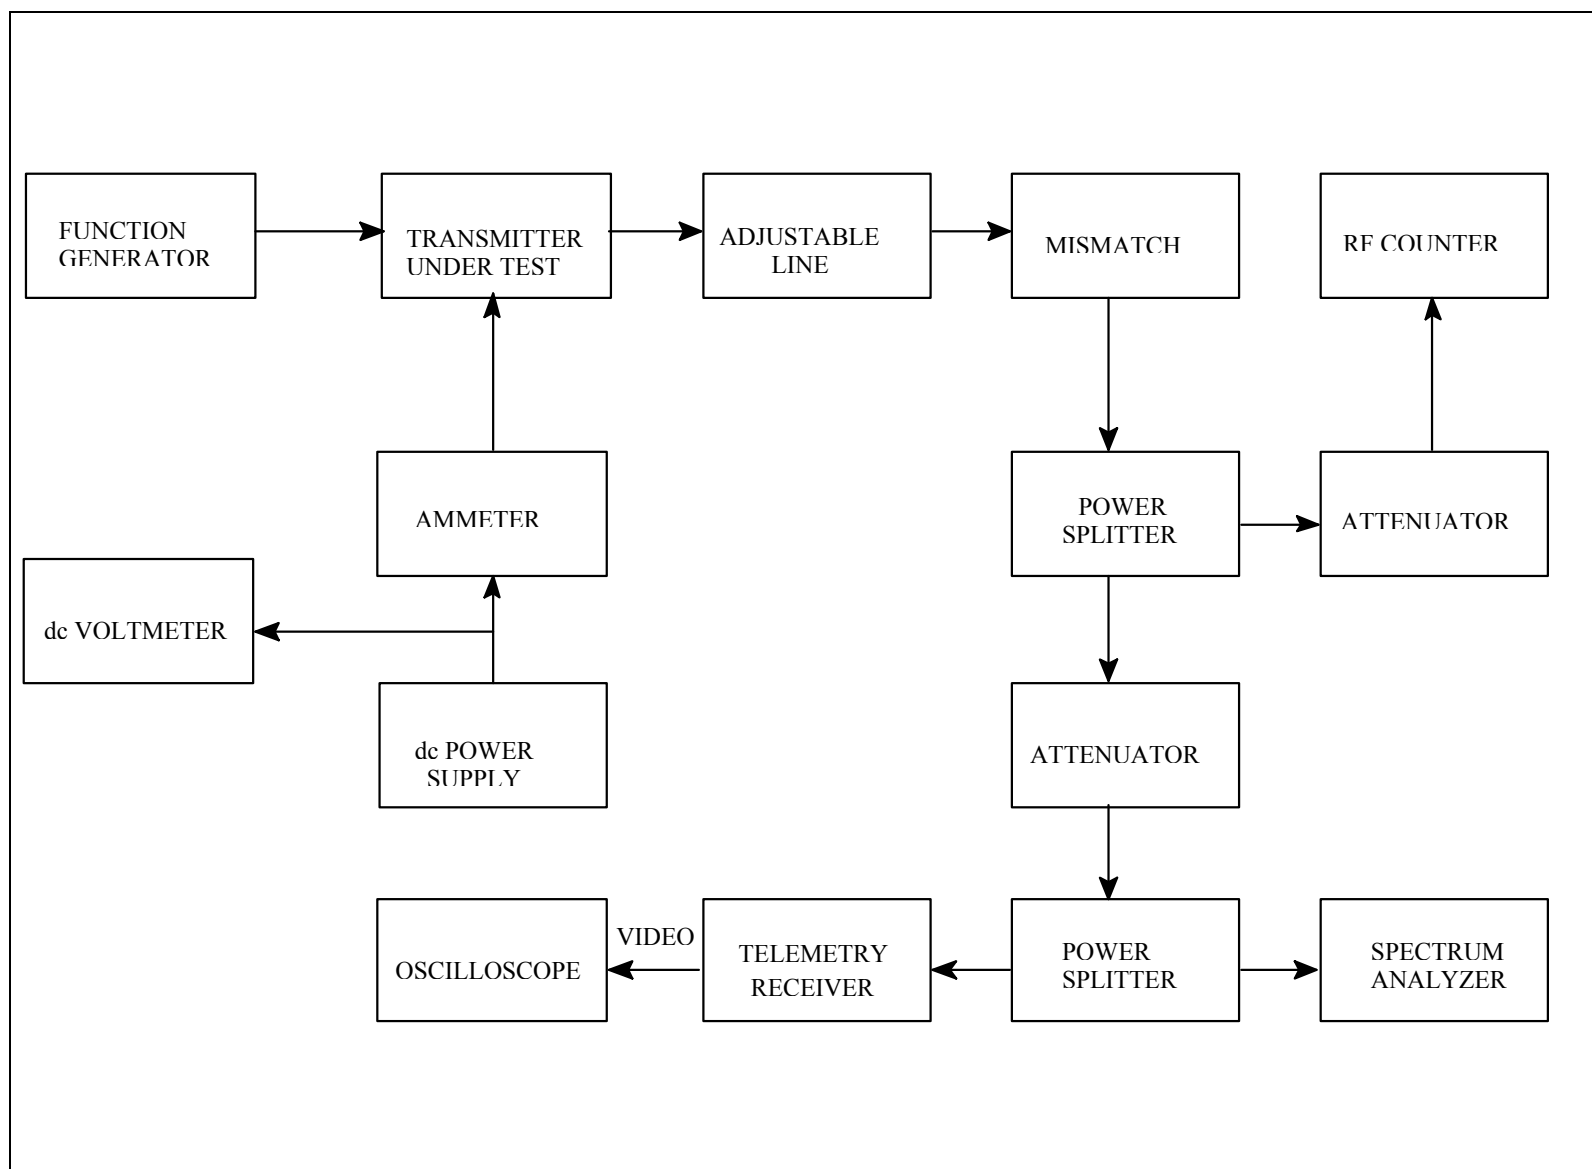 FUNCTION
GENERATOR
TRANSMITTER
UNDER TEST
ADJUSTABLE
LINE
MISMATCH
RF COUNTER
AMMETER
POWER
SPLITTER
ATTENUATOR
dc VOLTMETER
dc POWER
SUPPLY
ATTENUATOR
OSCILLOSCOPE
VIDEO
TELEMETRY
RECEIVER
POWER
SPLITTER
SPECTRUM
ANALYZER